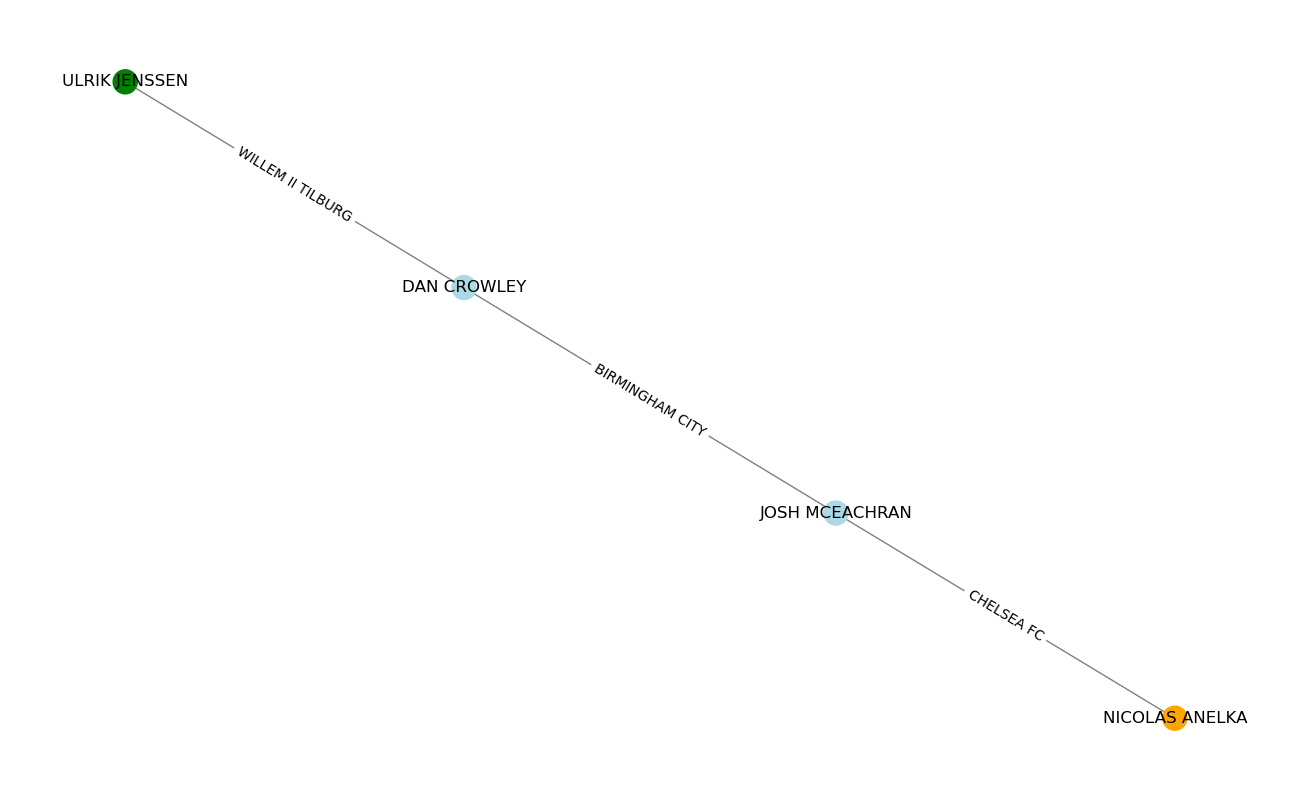 ULRIK JENSSEN
WILLEM II TILBURG
DAN CROWLEY
BIRMINGHAM CITY
JOSH MCEACHRAN
CHELSEA FC
NICOLAS ANELKA